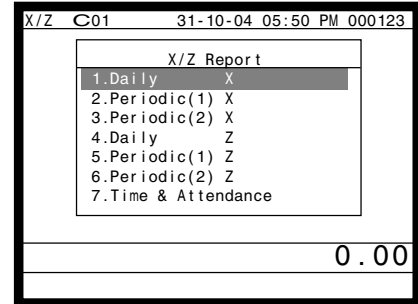 X/Z C01 31-10-04 05:50 PM 000123
X/Z Report
1.Daily X
2.Periodic(1) X
3.Periodic(2) X
4.Daily Z
5.Periodic(1) Z
6.Periodic(2) Z
7.Time & Attendance
0.00